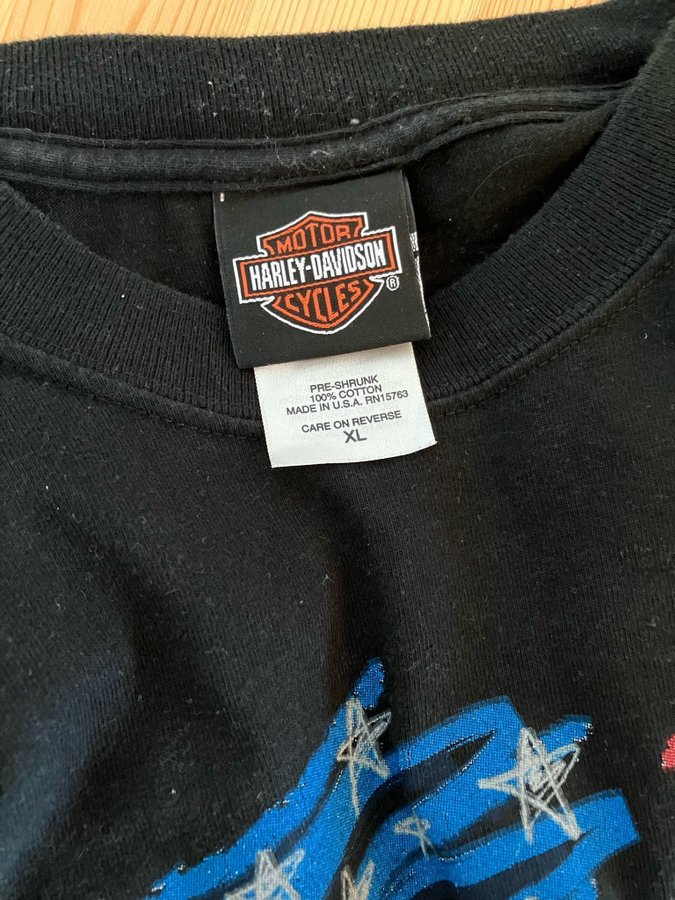 MOTOR
HARLEY-DAVIDSON
CYCLES
®
PRE-SHRUNK
100% COTTON
MADE IN U.S.A. RN15763
CARE ON REVERSE
XL